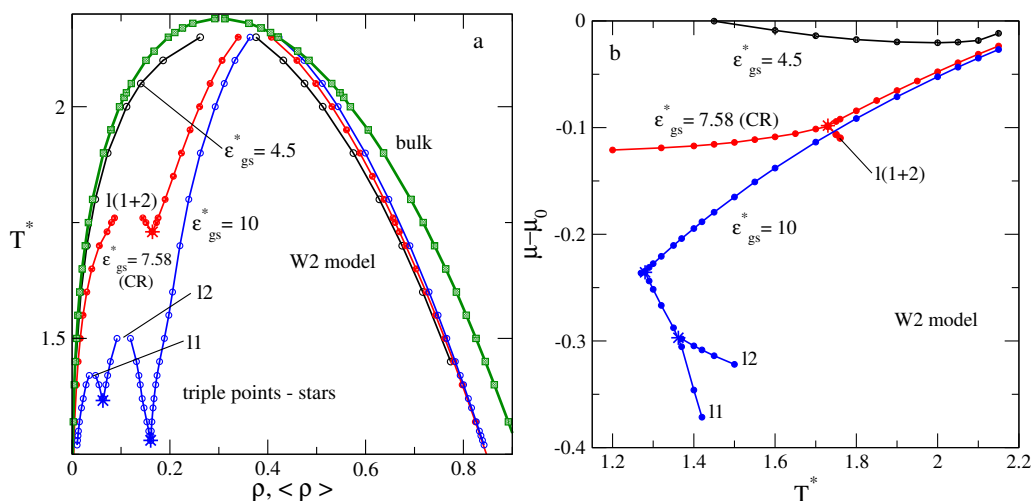 a
2
1.5
T*
0
0.2
0.4
0.6
0.8
ρ, < ρ >
bulk
ε*gs = 4.5
l(1+2)
ε*gs = 10
ε*gs = 7.58
(CR)
W2 model
l2
l1
triple points - stars
b
0
-0.1
-0.2
-0.3
-0.4
μ-μ0
1.2
1.4
1.6
1.8
2
2.2
T*
ε*gs = 4.5
ε*gs = 7.58 (CR)
l(1+2)
ε*gs = 10
W2 model
l2
l1